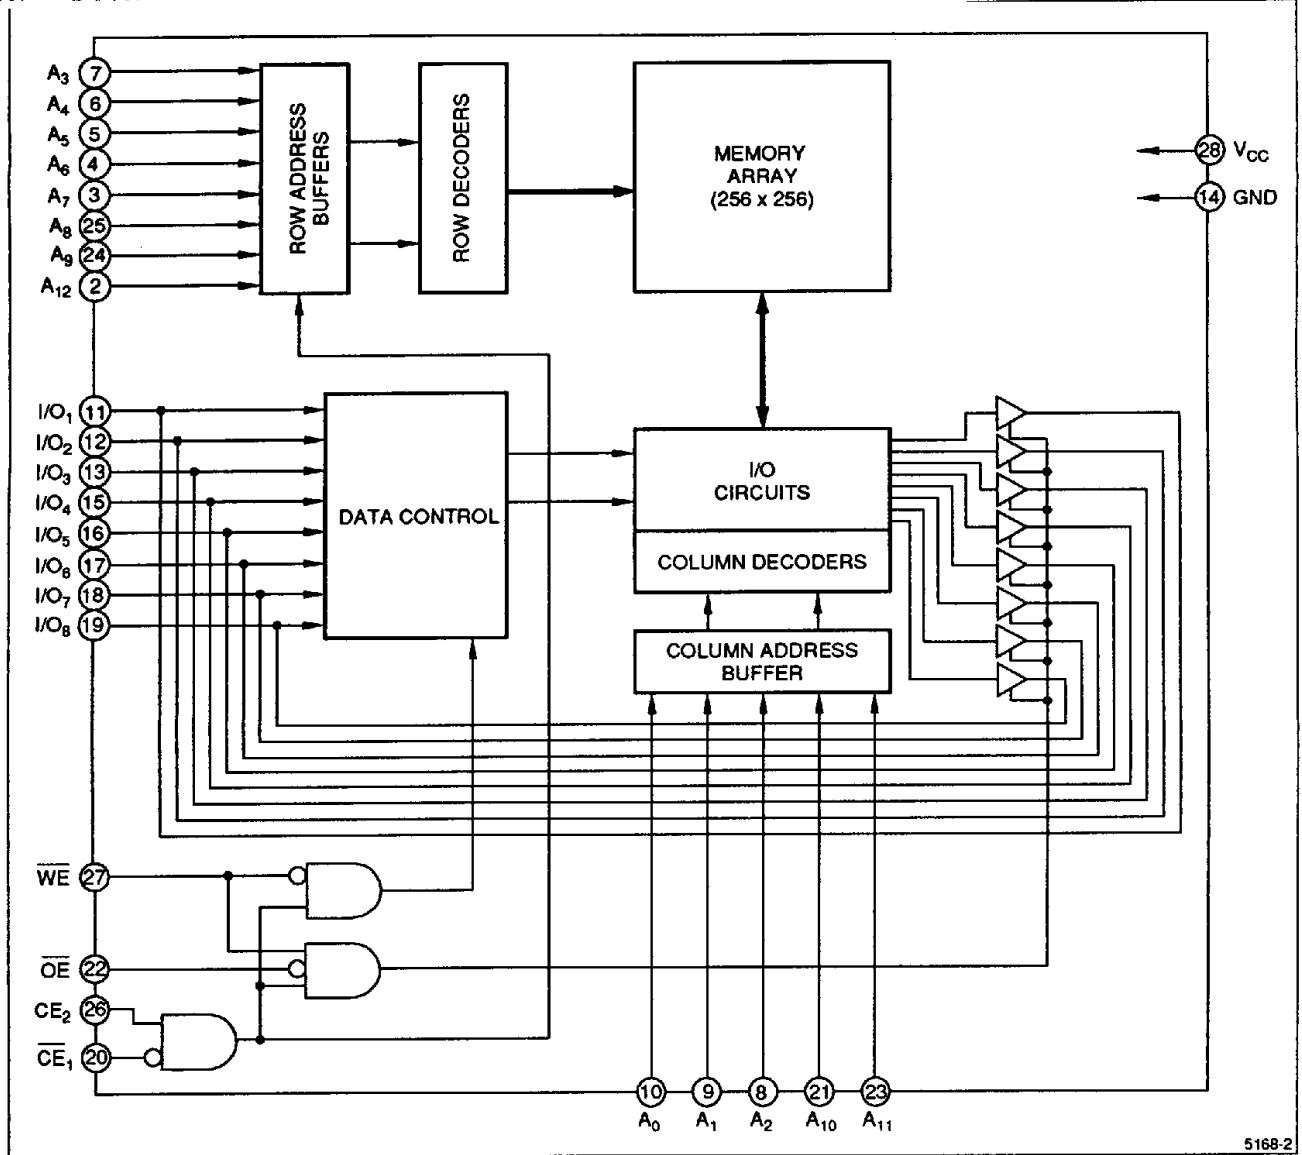 A3 7
A4 6
A5 5
A6 4
A7 3
A8 25
A9 24
A12 2
ROW ADDRESS
BUFFERS
ROW DECODERS
MEMORY
ARRAY
(256 x 256)
28 VCC
14 GND
I/O1 11
I/O2 12
I/O3 13
I/O4 15
I/O5 16
I/O6 17
I/O7 18
I/O8 19
DATA CONTROL
I/O
CIRCUITS
COLUMN DECODERS
COLUMN ADDRESS
BUFFER
W̅E̅ 27
O̅E̅ 22
CE2 26
C̅E̅1 20
10 9 8 21 23
A0 A1 A2 A10 A11
5168-2